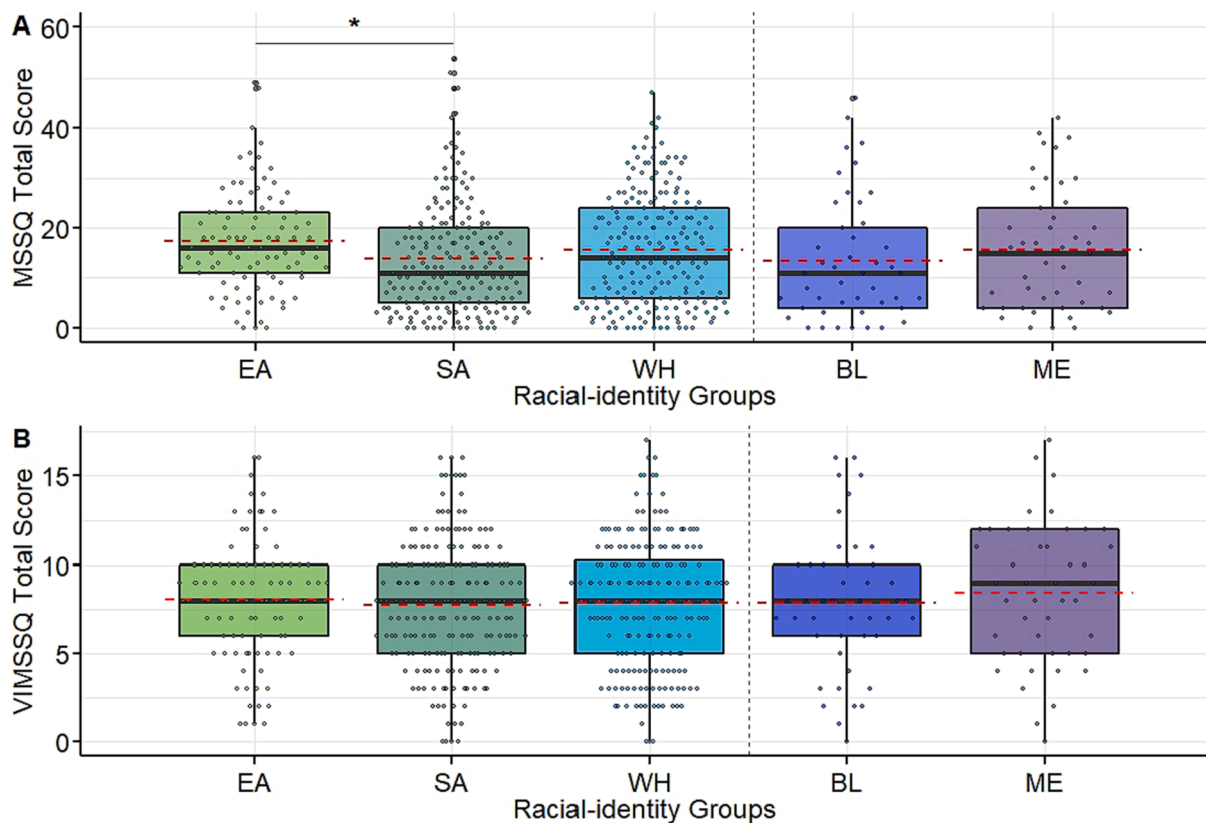 A
*
MSSQ Total Score
60
40
20
0
EA SA WH BL ME
Racial-identity Groups
B
VIMSSQ Total Score
15
10
5
0
EA SA WH BL ME
Racial-identity Groups